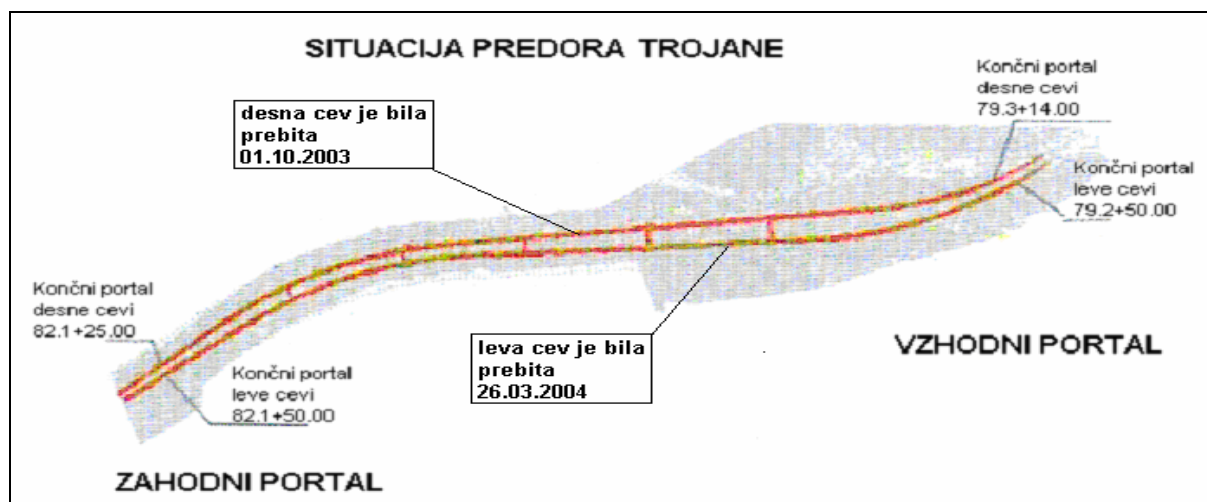 SITUACIJA PREDORA TROJANE
Končni portal
desne cevi
79.3+14.00
desna cev je bila
prebita
01.10.2003
Končni portal
leve cevi
79.2+50.00
Končni portal
desne cevi
82.1+25.00
leva cev je bila
prebita
26.03.2004
VZHODNI PORTAL
Končni portal
leve cevi
82.1+50.00
ZAHODNI PORTAL